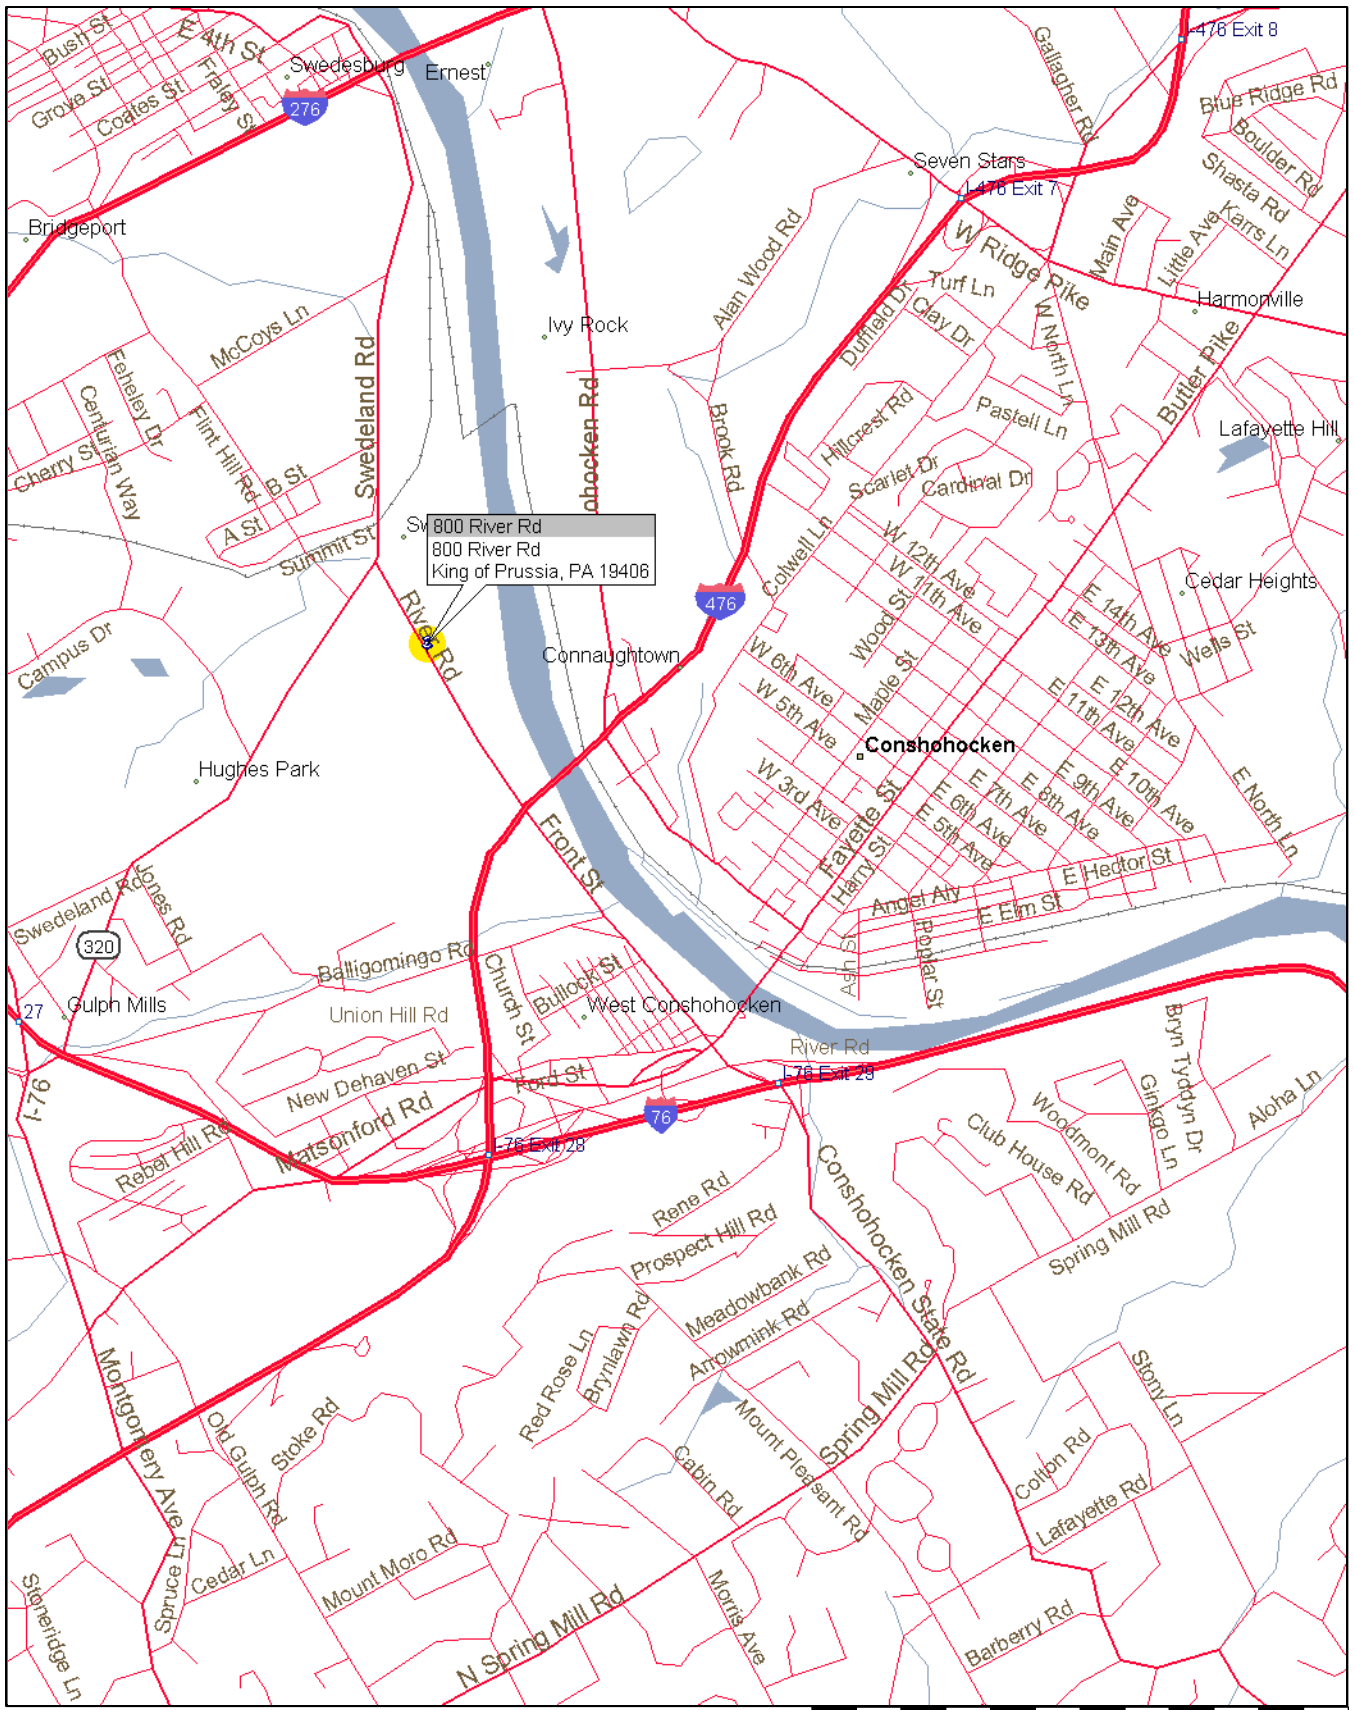 Bush St
E 4th St
I-476 Exit 8
Gallagher Rd
Swedesburg
Ernest
Grove St
Coates St
Fraley St
276
Blue Ridge Rd
Boulder Rd
Seven Stars
I-476 Exit 7
Shasta Rd
Karrs Ln
Bridgeport
Main Ave
Little Ave
W Ridge Pike
Alan Wood Rd
Turf Ln
Harmonville
Ivy Rock
McCoys Ln
Duffield Dr
Clay Dr
W North Ln
Butler Pike
Swedeland Rd
Feheley Dr
Centurian Way
Flint Hill Rd
ohocken Rd
Brook Rd
Hillcrest Rd
Pastell Ln
Lafayette Hill
Cherry St
B St
Scarlet Dr
Cardinal Dr
A St
Summit St
Sw
800 River Rd
800 River Rd
King of Prussia, PA 19406
Colwell Ln
W 12th Ave
W 11th Ave
476
Cedar Heights
E 14th Ave
E 13th Ave
Wells St
River Rd
Campus Dr
Connaughtown
Wood St
Maple St
W 6th Ave
W 5th Ave
E 12th Ave
E 11th Ave
Conshohocken
Hughes Park
W 3rd Ave
E 10th Ave
E 9th Ave
E 8th Ave
E 7th Ave
E 6th Ave
E 5th Ave
E North Ln
Front St
Fayette St
Harry St
E Hector St
Angel Aly
E Elm St
Swedeland Rd
Jones Rd
320
Balligomingo Rd
Church St
Bullock St
Ash St
Poplar St
27
Gulph Mills
Union Hill Rd
West Conshohocken
River Rd
Bryn Tyddyn Dr
I-76
New Dehaven St
Ford St
I-76 Exit 29
Ginkgo Ln
Aloha Ln
Matsonford Rd
76
Woodmont Rd
Club House Rd
Rebel Hill Rd
I-76 Exit 28
Conshohocken State Rd
Rene Rd
Prospect Hill Rd
Spring Mill Rd
Meadowbank Rd
Arrowmink Rd
Red Rose Ln
Brynlawn Rd
Montgomery Ave
Stony Ln
Spring Mill Rd
Old Gulph Rd
Stoke Rd
Mount Pleasant Rd
Cabin Rd
Colton Rd
Lafayette Rd
Spruce Ln
Cedar Ln
Mount Moro Rd
Stoneridge Ln
N Spring Mill Rd
Morris Ave
Barberry Rd